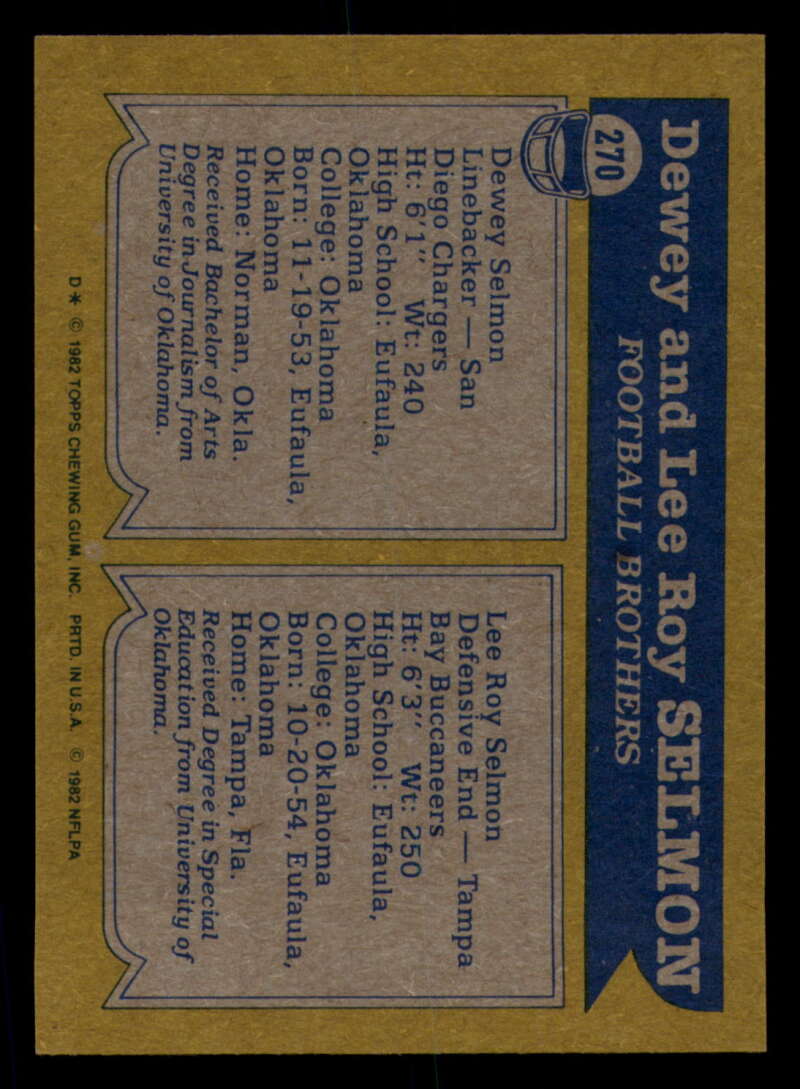 270
Dewey and Lee Roy SELMON
FOOTBALL BROTHERS
Dewey Selmon
Linebacker — San
Diego Chargers
Ht: 6'1" Wt: 240
High School: Eufaula,
Oklahoma
College: Oklahoma
Born: 11-19-53, Eufaula,
Oklahoma
Home: Norman, Okla.
Received Bachelor of Arts
Degree in Journalism from
University of Oklahoma.
Lee Roy Selmon
Defensive End — Tampa
Bay Buccaneers
Ht: 6'3" Wt: 250
High School: Eufaula,
Oklahoma
College: Oklahoma
Born: 10-20-54, Eufaula,
Oklahoma
Home: Tampa, Fla.
Received Degree in Special
Education from University of
Oklahoma.
D* © 1982 TOPPS CHEWING GUM, INC. PRTD. IN U.S.A. © 1982 NFLPA